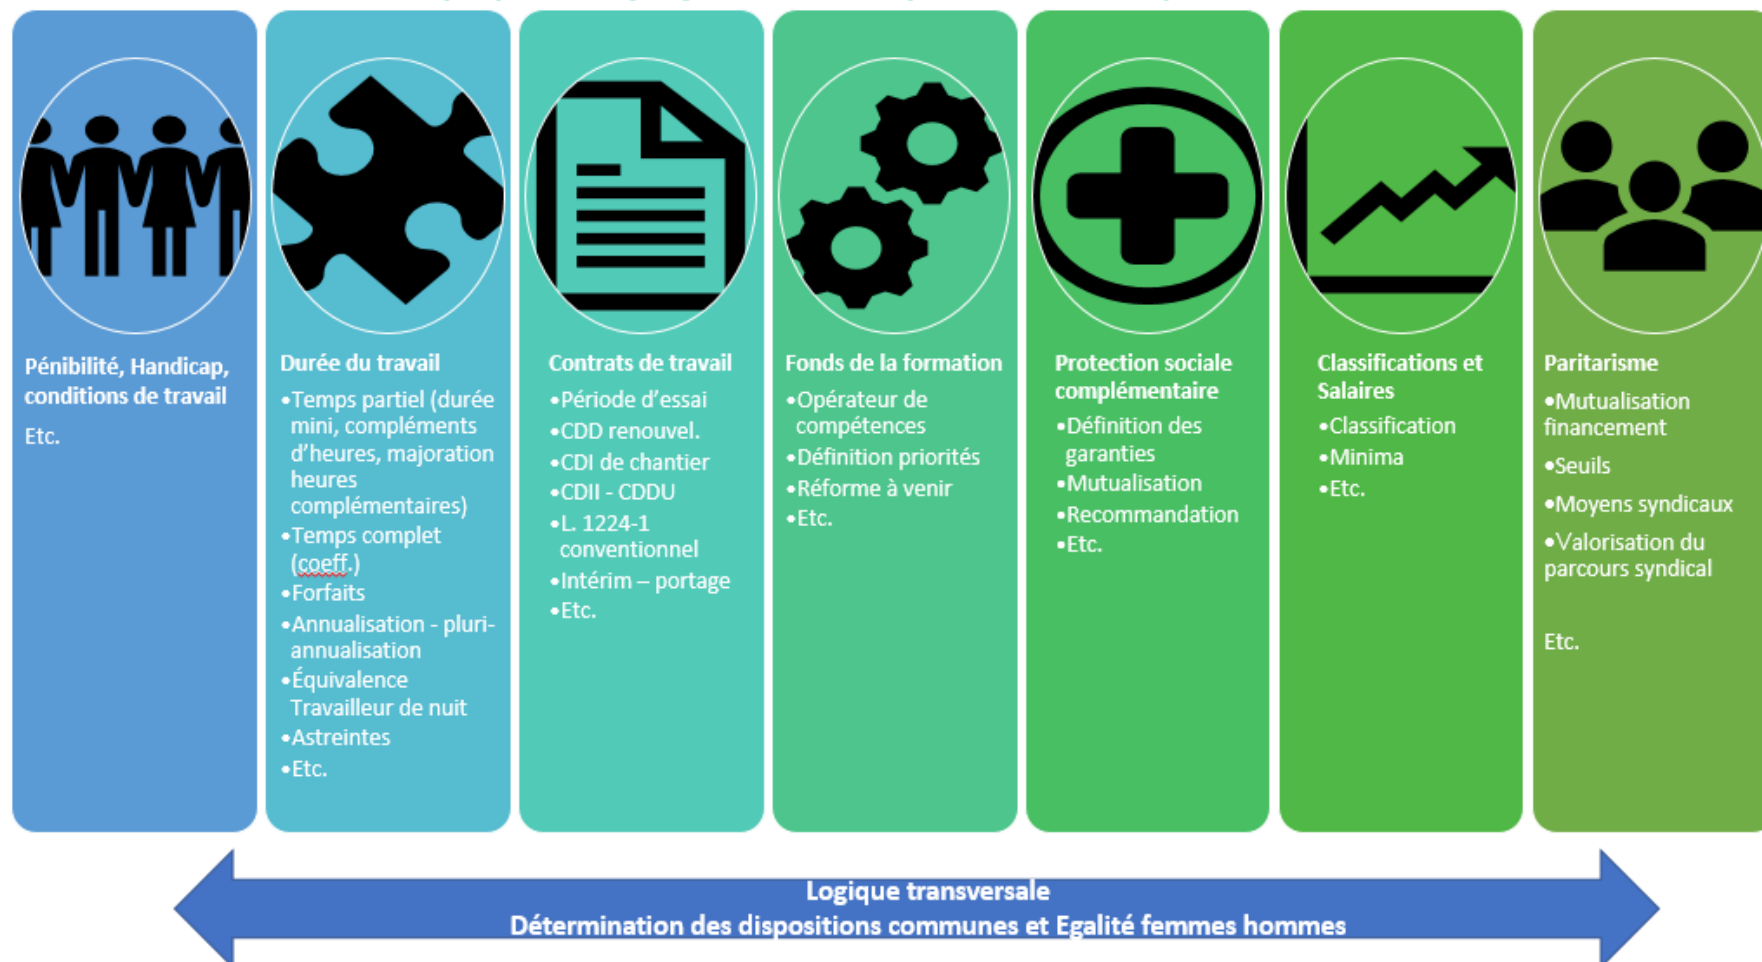 Pénibilité, Handicap,
conditions de travail
Etc.
Durée du travail
•Temps partiel (durée
mini, compléments
d'heures, majoration
heures
complémentaires)
•Temps complet
(coeff.)
•Forfaits
•Annualisation - pluri-
annualisation
•Équivalence
Travailleur de nuit
•Astreintes
•Etc.
Contrats de travail
•Période d'essai
•CDD renouvel.
•CDI de chantier
•CDII - CDDU
•L. 1224-1
conventionnel
•Intérim – portage
•Etc.
Fonds de la formation
•Opérateur de
compétences
•Définition priorités
•Réforme à venir
•Etc.
Protection sociale
complémentaire
•Définition des
garanties
•Mutualisation
•Recommandation
•Etc.
Classifications et
Salaires
•Classification
•Minima
•Etc.
Paritarisme
•Mutualisation
financement
•Seuils
•Moyens syndicaux
•Valorisation du
parcours syndical
Etc.
Logique transversale
Détermination des dispositions communes et Egalité femmes hommes